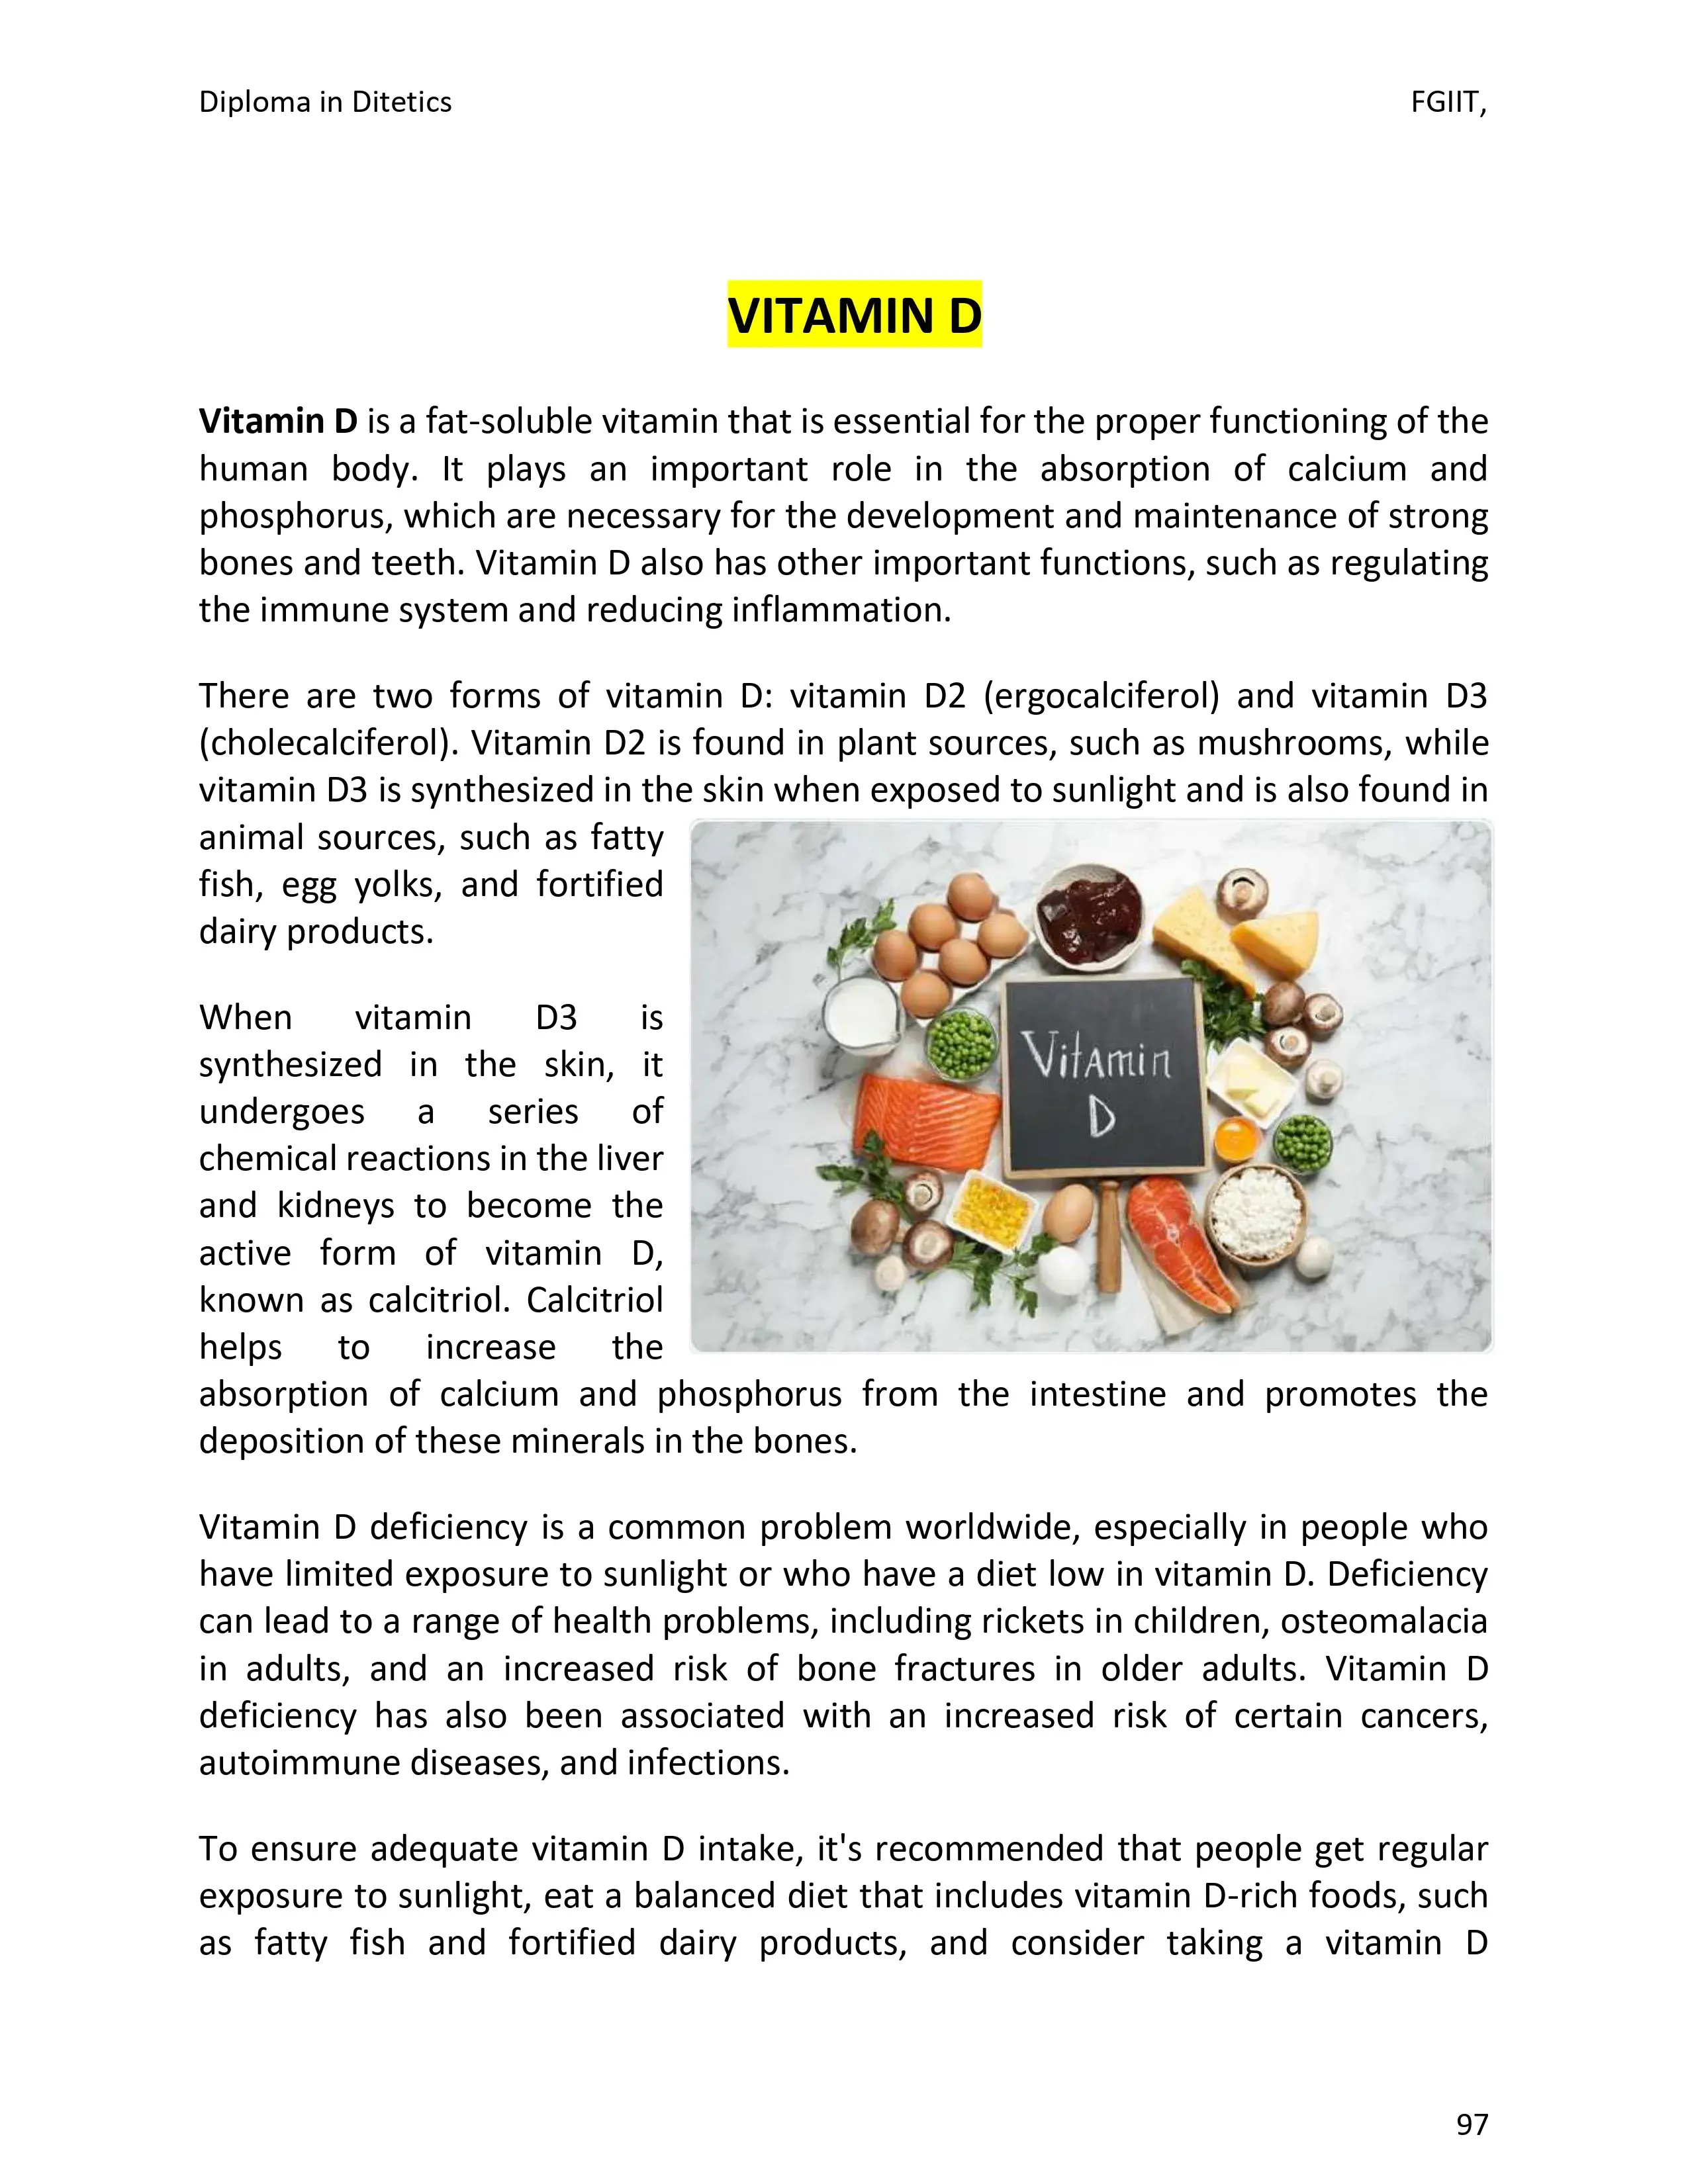 Diploma in Ditetics
FGIIT,
VITAMIN D
Vitamin D is a fat-soluble vitamin that is essential for the proper functioning of the
human body. It plays an important role in the absorption of calcium and
phosphorus, which are necessary for the development and maintenance of strong
bones and teeth. Vitamin D also has other important functions, such as regulating
the immune system and reducing inflammation.
There are two forms of vitamin D: vitamin D2 (ergocalciferol) and vitamin D3
(cholecalciferol). Vitamin D2 is found in plant sources, such as mushrooms, while
vitamin D3 is synthesized in the skin when exposed to sunlight and is also found in
animal sources, such as fatty
fish, egg yolks, and fortified
dairy products.
When vitamin D3 is
synthesized in the skin, it
undergoes a series of
chemical reactions in the liver
and kidneys to become the
active form of vitamin D,
known as calcitriol. Calcitriol
helps to increase the
absorption of calcium and phosphorus from the intestine and promotes the
deposition of these minerals in the bones.
Vitamin
D
Vitamin D deficiency is a common problem worldwide, especially in people who
have limited exposure to sunlight or who have a diet low in vitamin D. Deficiency
can lead to a range of health problems, including rickets in children, osteomalacia
in adults, and an increased risk of bone fractures in older adults. Vitamin D
deficiency has also been associated with an increased risk of certain cancers,
autoimmune diseases, and infections.
To ensure adequate vitamin D intake, it's recommended that people get regular
exposure to sunlight, eat a balanced diet that includes vitamin D-rich foods, such
as fatty fish and fortified dairy products, and consider taking a vitamin D
97